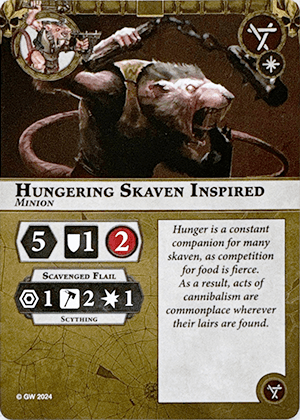 Hungering Skaven Inspired
Minion
5 1 2
Scavenged Flail
1 2 1
Scything
Hunger is a constant
companion for many
skaven, as competition
for food is fierce.
As a result, acts of
cannibalism are
commonplace wherever
their lairs are found.
© GW 2024